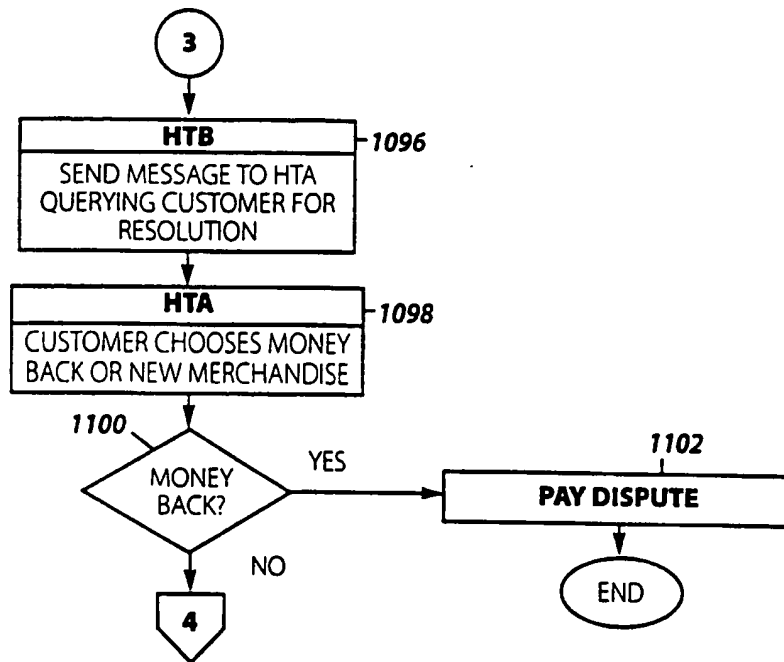 3
HTB
1096
SEND MESSAGE TO HTA
QUERYING CUSTOMER FOR
RESOLUTION
HTA
1098
CUSTOMER CHOOSES MONEY
BACK OR NEW MERCHANDISE
1100
MONEY
BACK?
YES
1102
PAY DISPUTE
NO
END
4